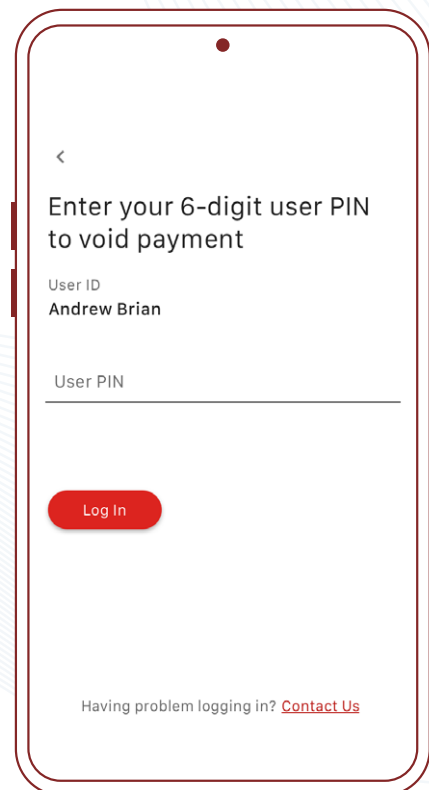 Enter your 6-digit user PIN
to void payment
User ID
Andrew Brian
User PIN
Log In
Having problem logging in? Contact Us